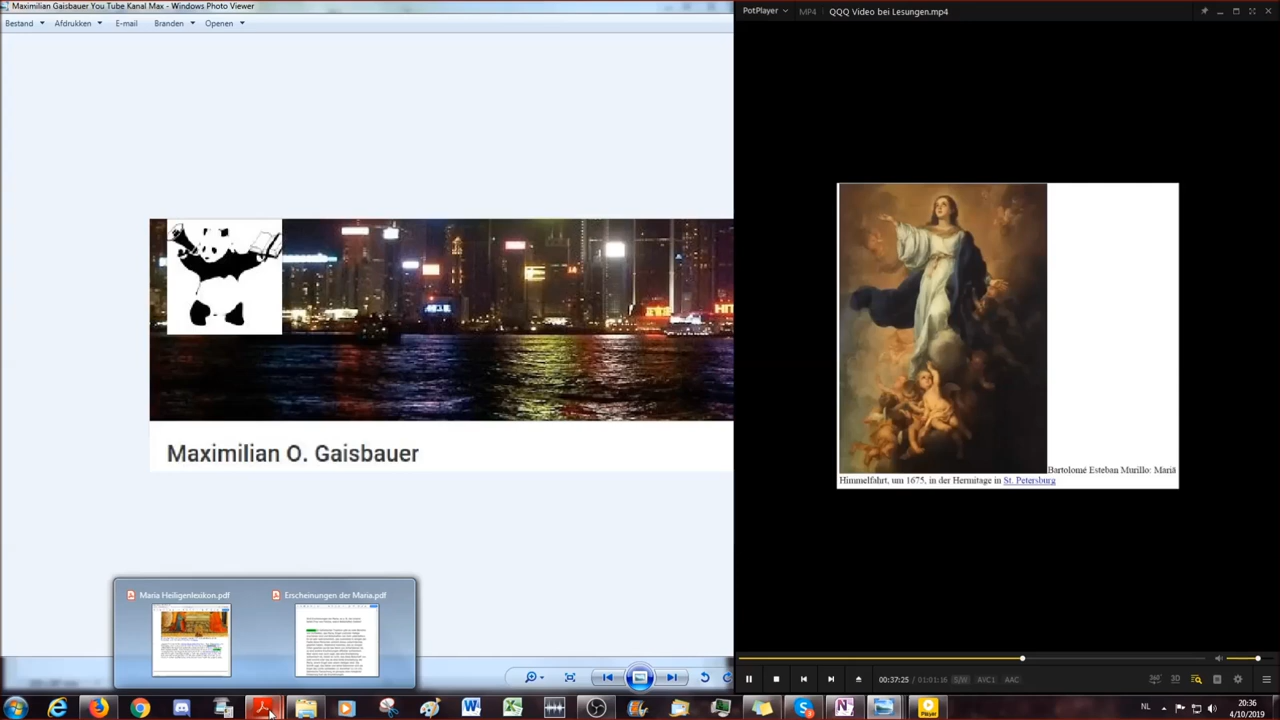 Maximilian Gaisbauer You Tube Kanal Max - Windows Photo Viewer
Bestand Afdrukken E-mail Branden Openen
PotPlayer MP4 QQQ Video bei Lesungen.mp4
Maximilian O. Gaisbauer
Bartolomé Esteban Murillo: Mariä
Himmelfahrt, um 1675, in der Hermitage in St. Petersburg
Maria Heiligenlexikon.pdf Erscheinungen der Maria.pdf
00:37:25 / 01:01:16 S/W AVC1 AAC
360° 3D
NL 20:36
4/10/2019